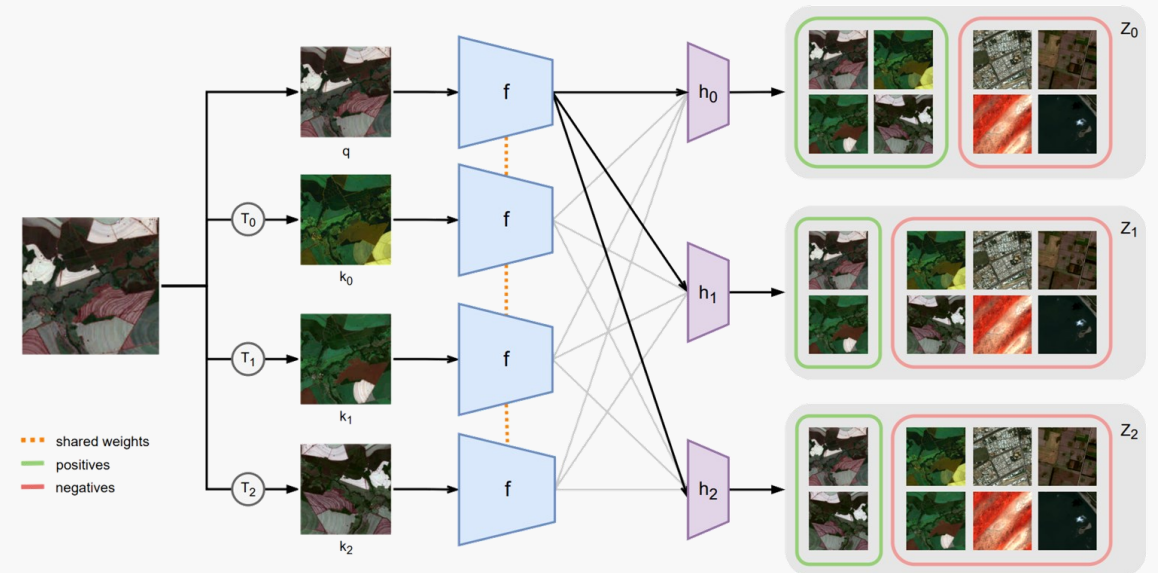 q
f
h0
Z0
T0
k0
f
T1
k1
f
h1
Z1
T2
k2
f
h2
Z2
shared weights
positives
negatives